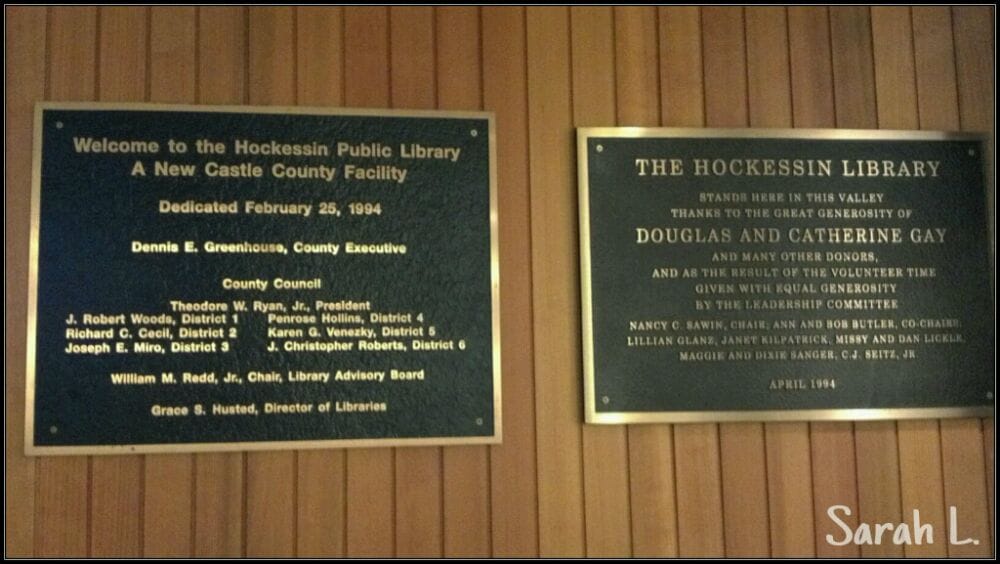 Welcome to the Hockessin Public Library
A New Castle County Facility
Dedicated February 25, 1994
Dennis E. Greenhouse, County Executive
County Council
Theodore W. Ryan, Jr., President
J. Robert Woods, District 1 Penrose Hollins, District 4
Richard C. Cecil, District 2 Karen G. Venezky, District 5
Joseph E. Miro, District 3 J. Christopher Roberts, District 6
William M. Redd, Jr., Chair, Library Advisory Board
Grace S. Husted, Director of Libraries
THE HOCKESSIN LIBRARY
STANDS HERE IN THIS VALLEY
THANKS TO THE GREAT GENEROSITY OF
DOUGLAS AND CATHERINE GAY
AND MANY OTHER DONORS,
AND AS THE RESULT OF THE VOLUNTEER TIME
GIVEN WITH EQUAL GENEROSITY
BY THE LEADERSHIP COMMITTEE
NANCY C. SAWIN, CHAIR; ANN AND BOB BUTLER, CO-CHAIRS;
LILLIAN GLANZ, JANET KILPATRICK, MISSY AND DAN LICKLE,
MAGGIE AND DIXIE SANGER, C.J. SEITZ, JR
APRIL 1994
Sarah L.